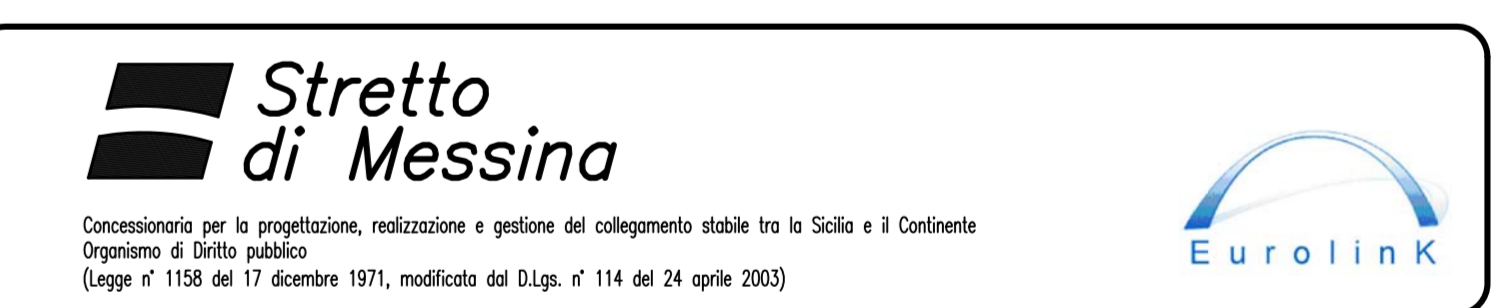 Stretto
di Messina
Concessionaria per la progettazione, realizzazione e gestione del collegamento stabile tra la Sicilia e il Continente
Organismo di Diritto pubblico
(Legge n° 1158 del 17 dicembre 1971, modificata dal D.Lgs. n° 114 del 24 aprile 2003)
EurolinK